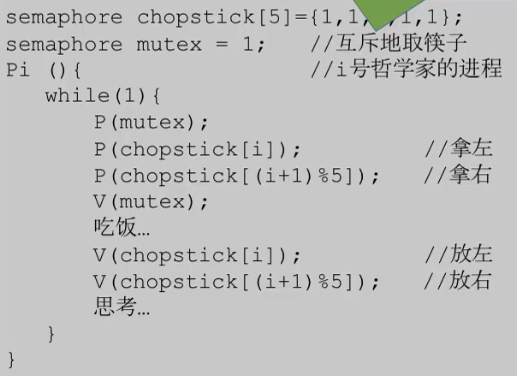 semaphore chopstick[5]={1,1, ,1,1};
semaphore mutex = 1; //互斥地取筷子
Pi (){ //i号哲学家的进程
while(1){
P(mutex);
P(chopstick[i]); //拿左
P(chopstick[(i+1)%5]); //拿右
V(mutex);
吃饭…
V(chopstick[i]); //放左
V(chopstick[(i+1)%5]); //放右
思考…
}
}